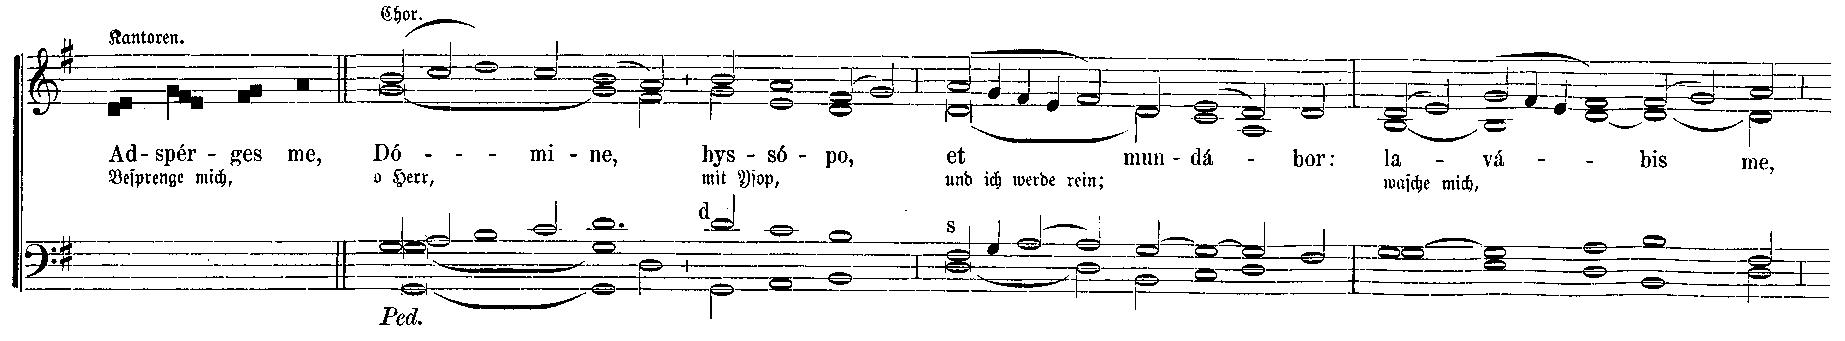 Chor.
Kantoren.
Ad-spér-ges me, Dó---mi-ne, hys-só-po, et mun-dá-bor: la-vá--bis me,
Beſprenge mich, o Herr, mit Yſop, und ich werde rein; waſche mich,
d
s
Ped.